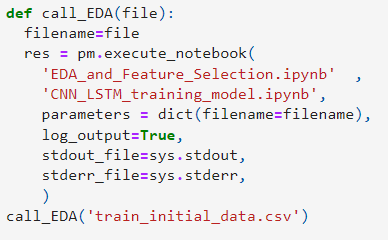 def call_EDA(file):
  filename=file
  res = pm.execute_notebook(
    'EDA_and_Feature_Selection.ipynb'  ,
    'CNN_LSTM_training_model.ipynb',
    parameters = dict(filename=filename),
    log_output=True,
    stdout_file=sys.stdout,
    stderr_file=sys.stderr,
    )
call_EDA('train_initial_data.csv')